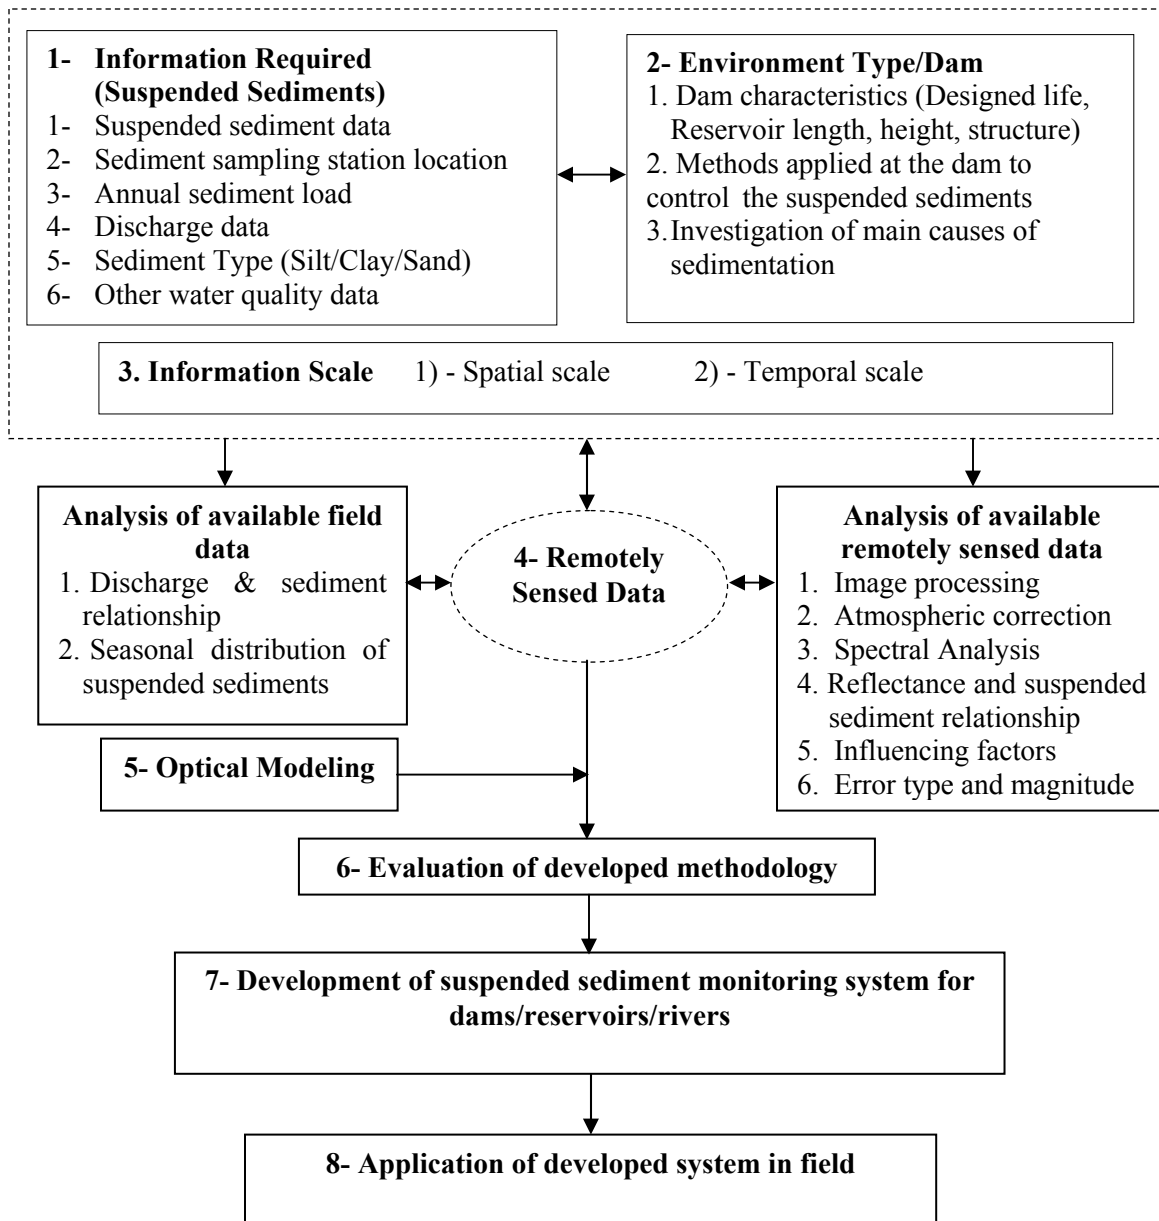 1- Information Required
(Suspended Sediments)
1- Suspended sediment data
2- Sediment sampling station location
3- Annual sediment load
4- Discharge data
5- Sediment Type (Silt/Clay/Sand)
6- Other water quality data
2- Environment Type/Dam
1. Dam characteristics (Designed life,
Reservoir length, height, structure)
2. Methods applied at the dam to
control the suspended sediments
3. Investigation of main causes of
sedimentation
3. Information Scale 1) - Spatial scale 2) - Temporal scale
Analysis of available field
data
1. Discharge & sediment
relationship
2. Seasonal distribution of
suspended sediments
4- Remotely
Sensed Data
Analysis of available
remotely sensed data
1. Image processing
2. Atmospheric correction
3. Spectral Analysis
4. Reflectance and suspended
sediment relationship
5. Influencing factors
6. Error type and magnitude
5- Optical Modeling
6- Evaluation of developed methodology
7- Development of suspended sediment monitoring system for
dams/reservoirs/rivers
8- Application of developed system in field